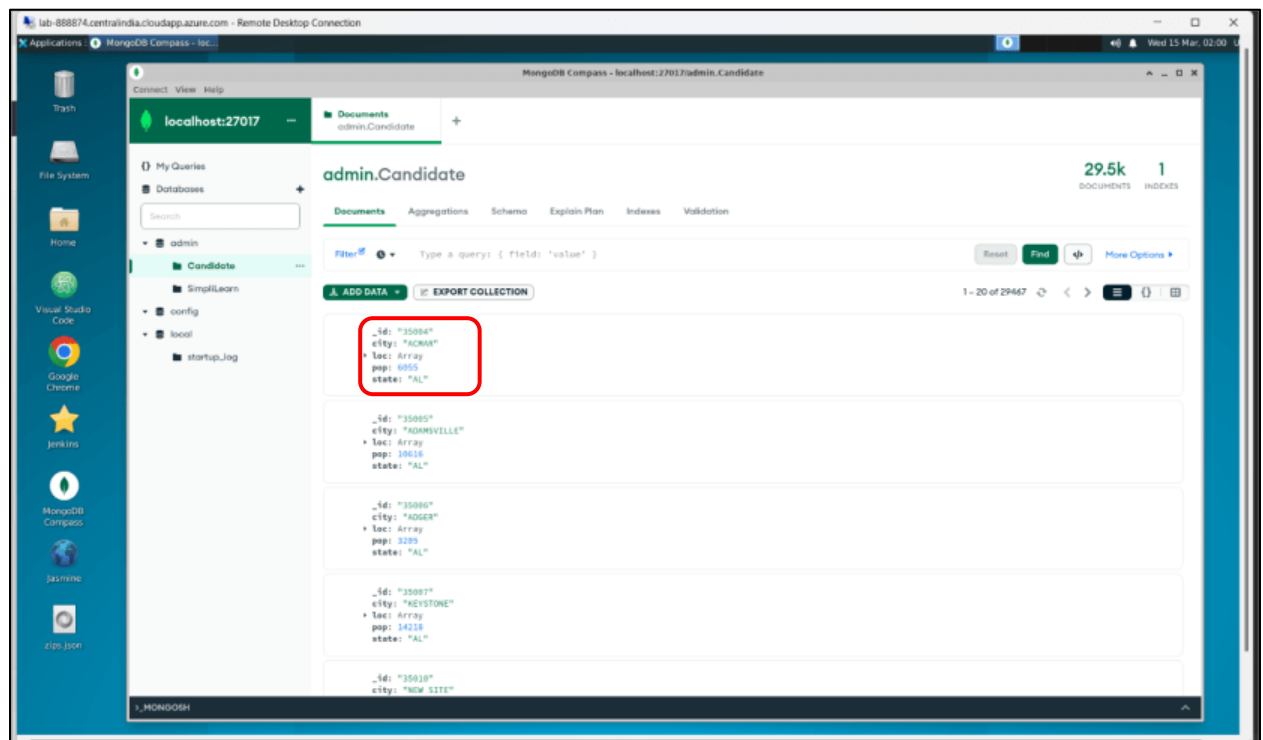 lab-888874.centralindia.cloudapp.azure.com - Remote Desktop Connection
Applications : MongoDB Compass - loc... Wed 15 Mar, 02:00 U
MongoDB Compass - localhost:27017/admin.Candidate
Connect View Help
Trash
File System
Home
Visual Studio
Code
Google
Chrome
Jenkins
MongoDB
Compass
Jasmine
zips.json
localhost:27017 ...
{} My Queries
Databases +
Search
admin
Candidate ...
SimpliLearn
config
local
startup_log
Documents
admin.Candidate
+
admin.Candidate
29.5k 1
DOCUMENTS INDEXES
Documents Aggregations Schema Explain Plan Indexes Validation
Filter Type a query: { field: 'value' } Reset Find </> More Options
ADD DATA EXPORT COLLECTION 1 – 20 of 29467 {}
_id: "35004"
city: "ACMAR"
loc: Array
pop: 6055
state: "AL"
_id: "35005"
city: "ADAMSVILLE"
loc: Array
pop: 10616
state: "AL"
_id: "35006"
city: "ADGER"
loc: Array
pop: 3205
state: "AL"
_id: "35007"
city: "KEYSTONE"
loc: Array
pop: 14218
state: "AL"
_id: "35010"
city: "NEW SITE"
>_MONGOSH